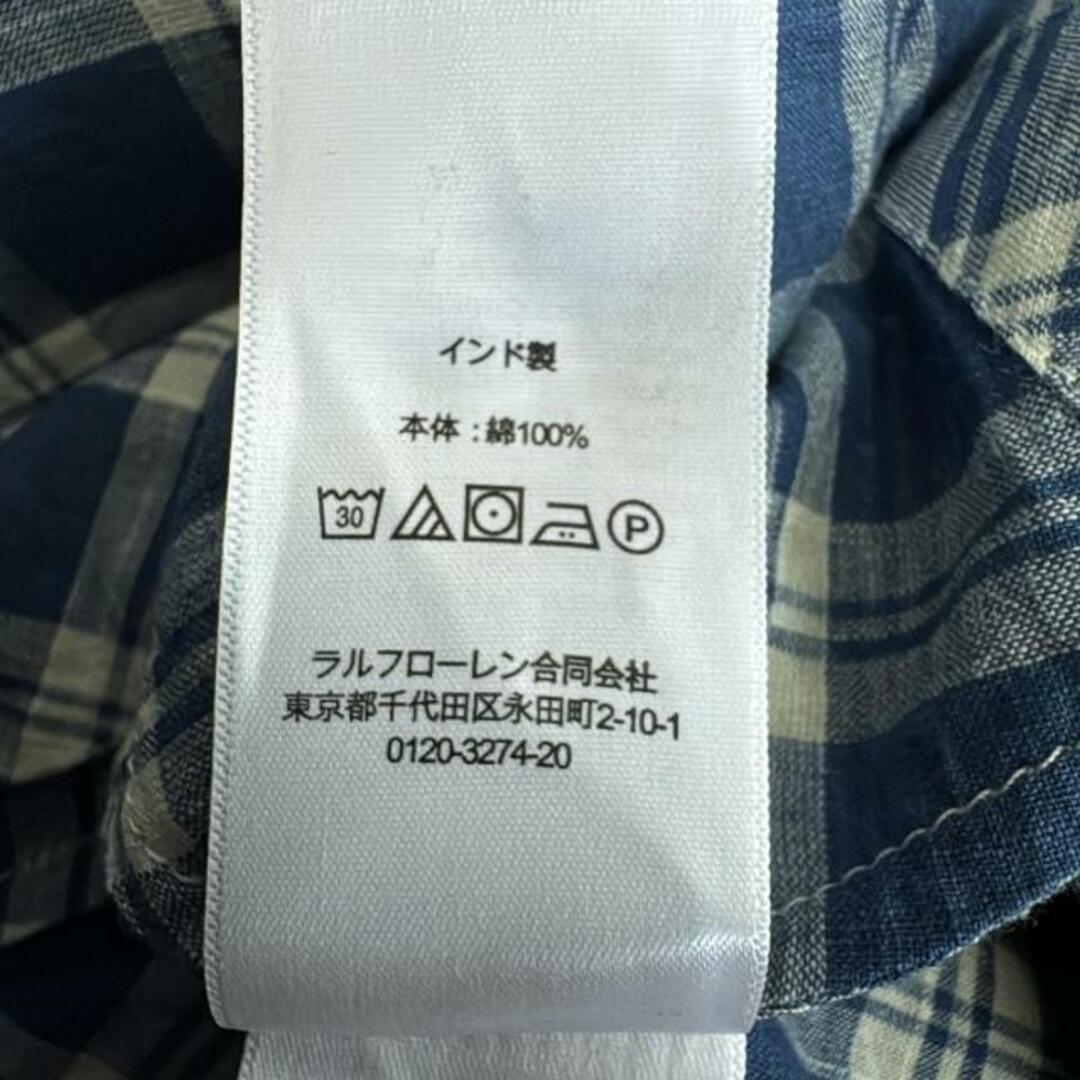 インド製
本体:綿100%
30
P
ラルフローレン合同会社
東京都千代田区永田町2-10-1
0120-3274-20